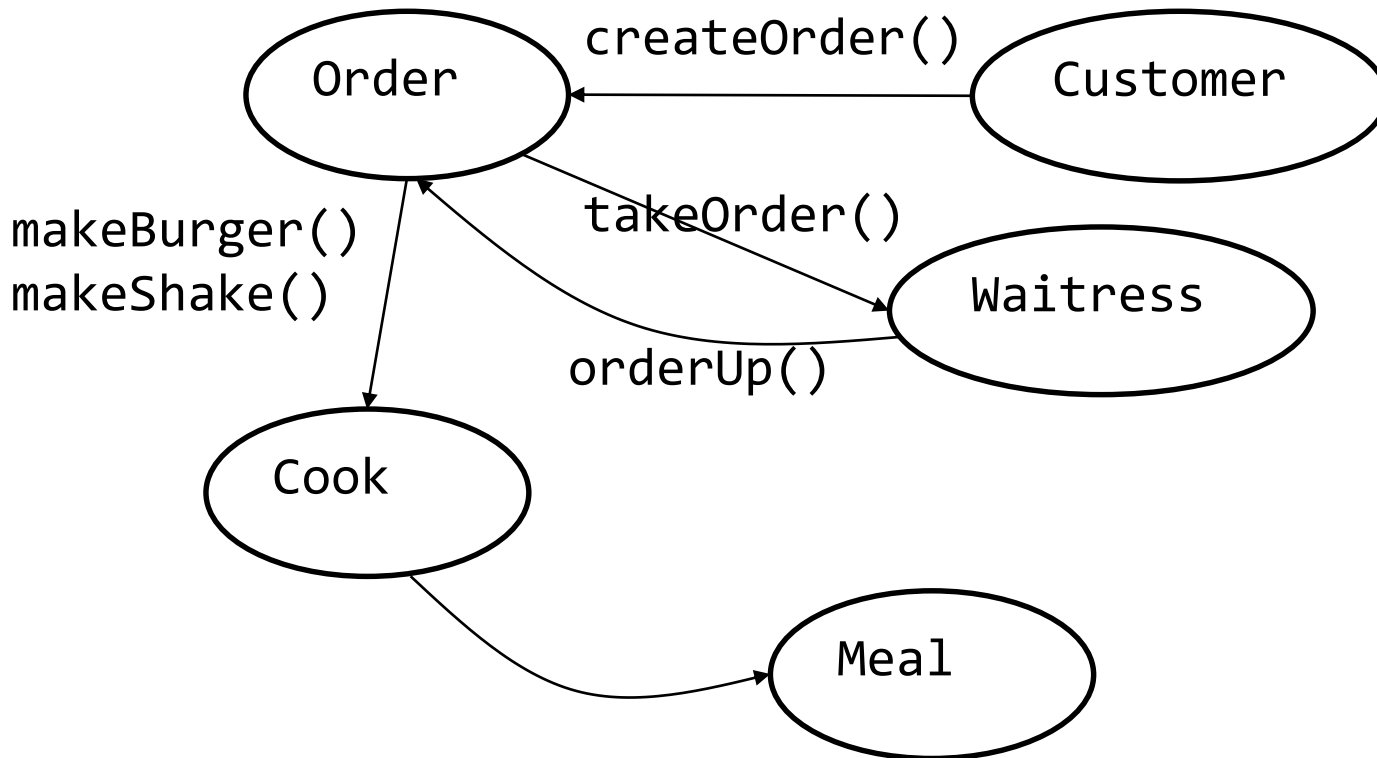 createOrder()
Order
Customer
takeOrder()
makeBurger()
makeShake()
Waitress
orderUp()
Cook
Meal